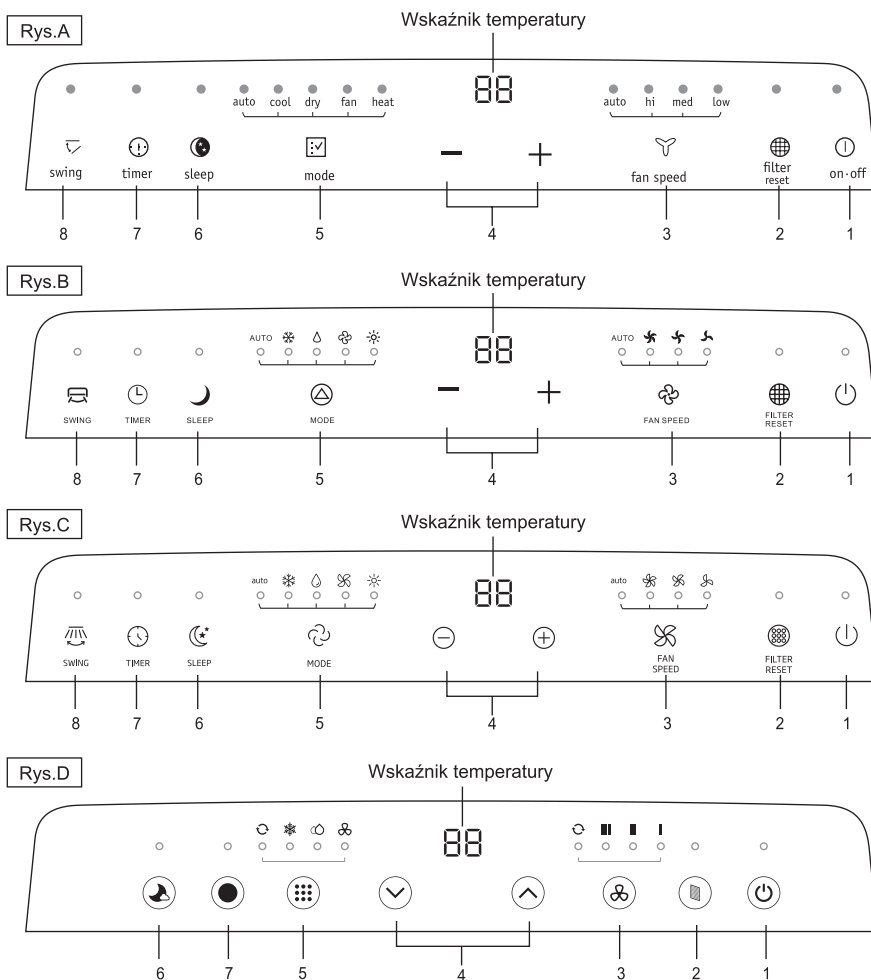 Rys.A
Wskaźnik temperatury
88
auto cool dry fan heat
auto hi med low
swing timer sleep mode − + fan speed filter reset on·off
8 7 6 5 4 3 2 1
Rys.B
Wskaźnik temperatury
AUTO
88
AUTO
SWING TIMER SLEEP MODE − + FAN SPEED FILTER RESET
8 7 6 5 4 3 2 1
Rys.C
Wskaźnik temperatury
auto
88
auto
SWING TIMER SLEEP MODE FAN SPEED FILTER RESET
8 7 6 5 4 3 2 1
Rys.D
Wskaźnik temperatury
88
6 7 5 4 3 2 1